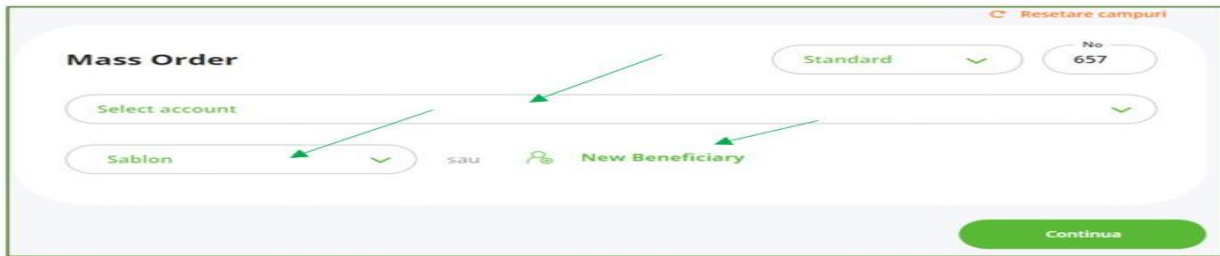 Resetare campuri
Mass Order
Standard
No
657
Select account
Sablon
sau
New Beneficiary
Continua